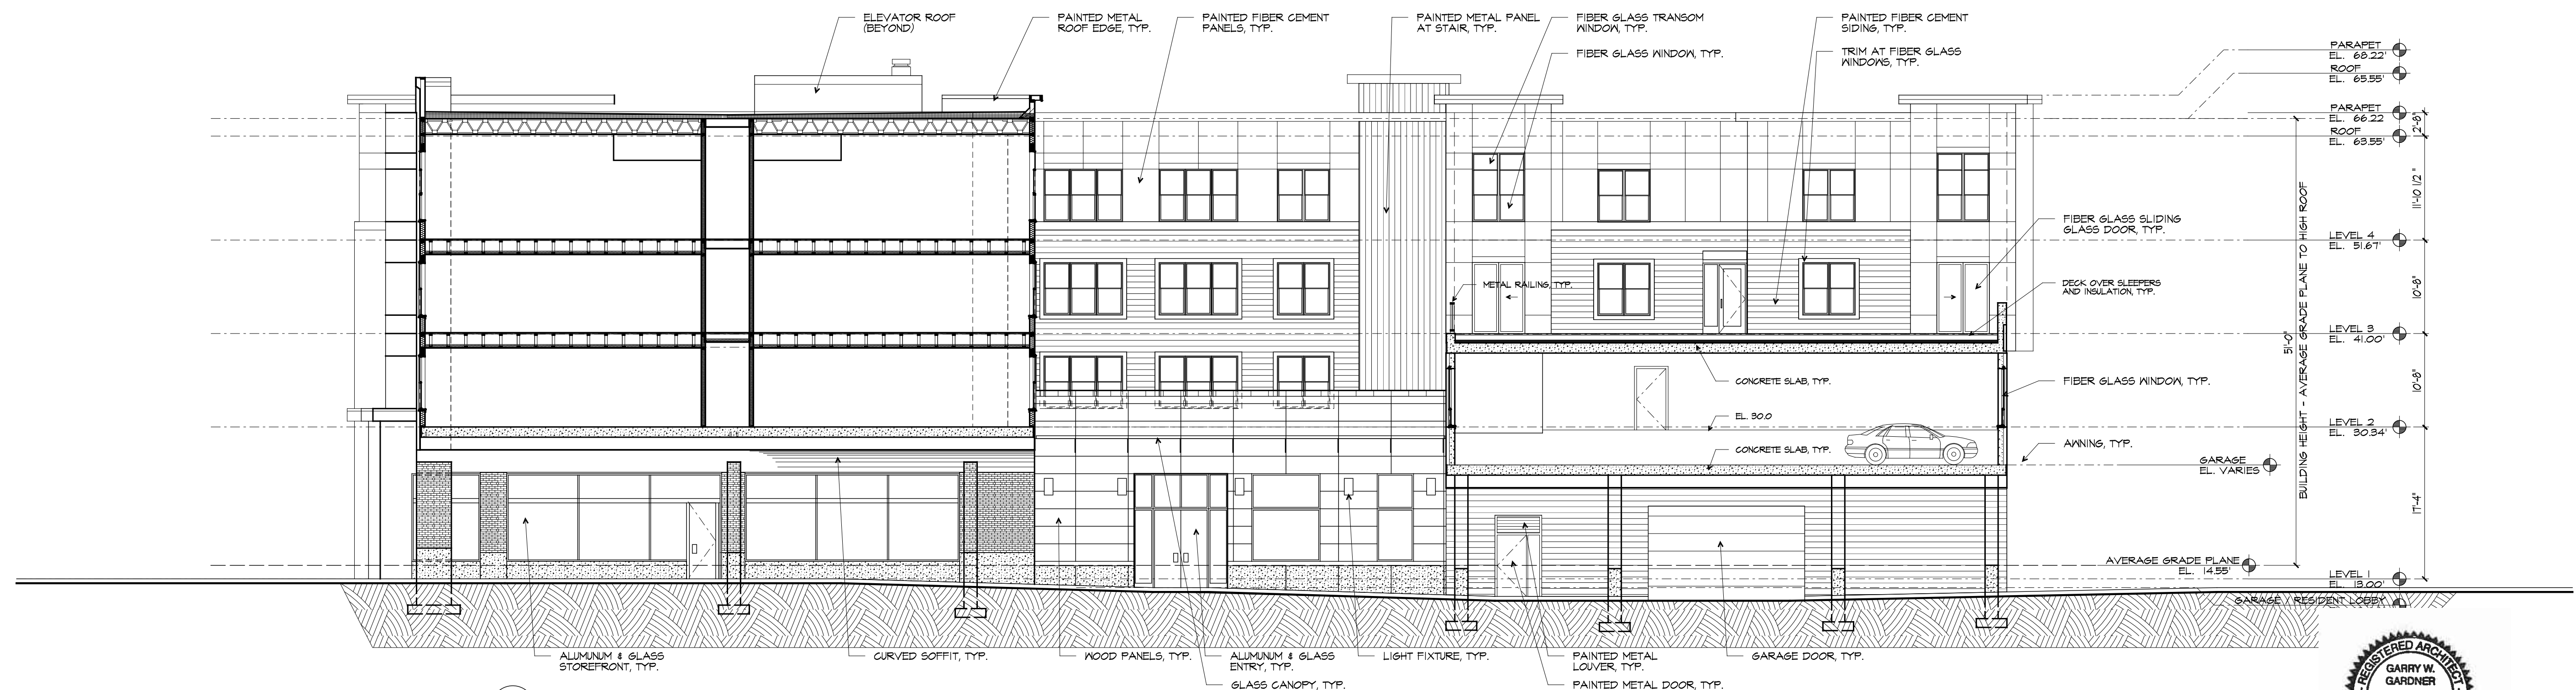 ELEVATOR ROOF
(BEYOND)
PAINTED METAL
ROOF EDGE, TYP.
PAINTED FIBER CEMENT
PANELS, TYP.
PAINTED METAL PANEL
AT STAIR, TYP.
FIBER GLASS TRANSOM
WINDOW, TYP.
FIBER GLASS WINDOW, TYP.
PAINTED FIBER CEMENT
SIDING, TYP.
TRIM AT FIBER GLASS
WINDOWS, TYP.
PARAPET
EL. 68.22'
ROOF
EL. 65.55'
PARAPET
EL. 66.22
ROOF
EL. 63.55'
2'-8"
11'-10 1/2 "
FIBER GLASS SLIDING
GLASS DOOR, TYP.
LEVEL 4
EL. 51.67'
METAL RAILING, TYP.
DECK OVER SLEEPERS
AND INSULATION, TYP.
10'-8"
LEVEL 3
EL. 41.00'
51'-0"
BUILDING HEIGHT - AVERAGE GRADE PLANE TO HIGH ROOF
CONCRETE SLAB, TYP.
FIBER GLASS WINDOW, TYP.
10'-8"
EL. 30.0
LEVEL 2
EL. 30.34'
CONCRETE SLAB, TYP.
AWNING, TYP.
GARAGE
EL. VARIES
17'-4"
AVERAGE GRADE PLANE
EL. 14.55'
LEVEL 1
EL. 13.00'
GARAGE / RESIDENT LOBBY
ALUMUNUM & GLASS
STOREFRONT, TYP.
CURVED SOFFIT, TYP.
WOOD PANELS, TYP.
ALUMUNUM & GLASS
ENTRY, TYP.
GLASS CANOPY, TYP.
LIGHT FIXTURE, TYP.
PAINTED METAL
LOUVER, TYP.
PAINTED METAL DOOR, TYP.
GARAGE DOOR, TYP.
REGISTERED ARCHITECT
GARRY W.
GARDNER